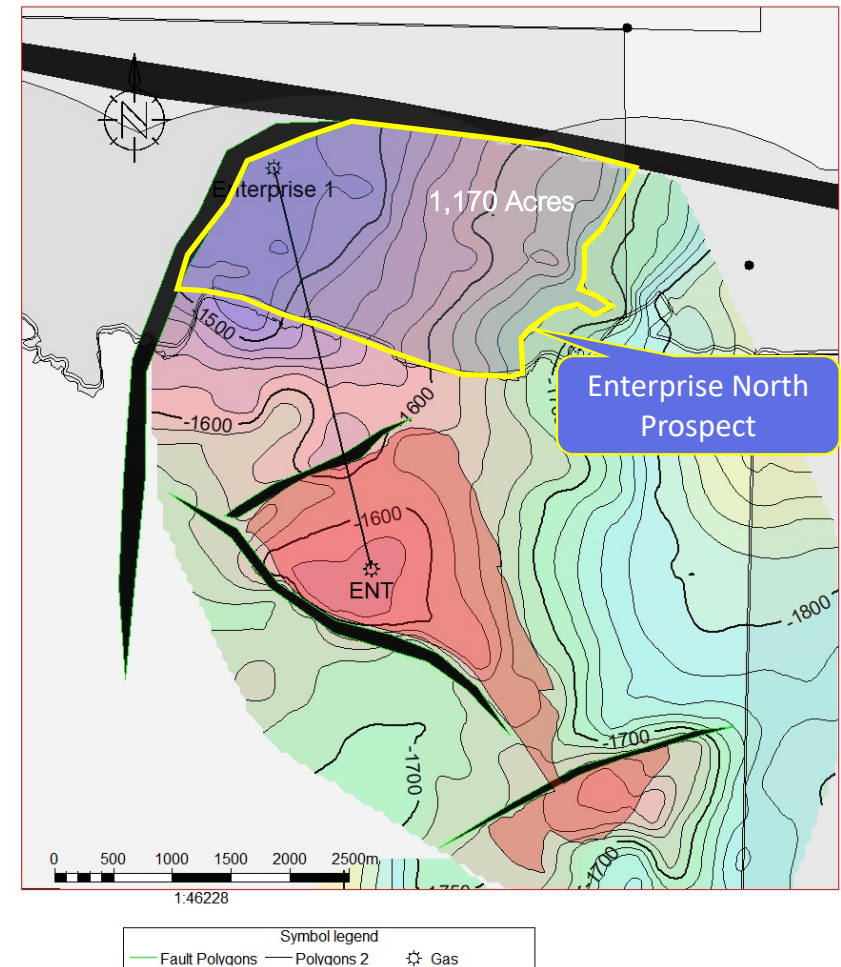 N
Enterprise 1
1,170 Acres
-1500
Enterprise North
Prospect
-1600
1600
-1600
ENT
-1800
-1700
-1700
-1700
0 500 1000 1500 2000 2500m
1:46228
Symbol legend
Fault Polygons Polygons 2 Gas